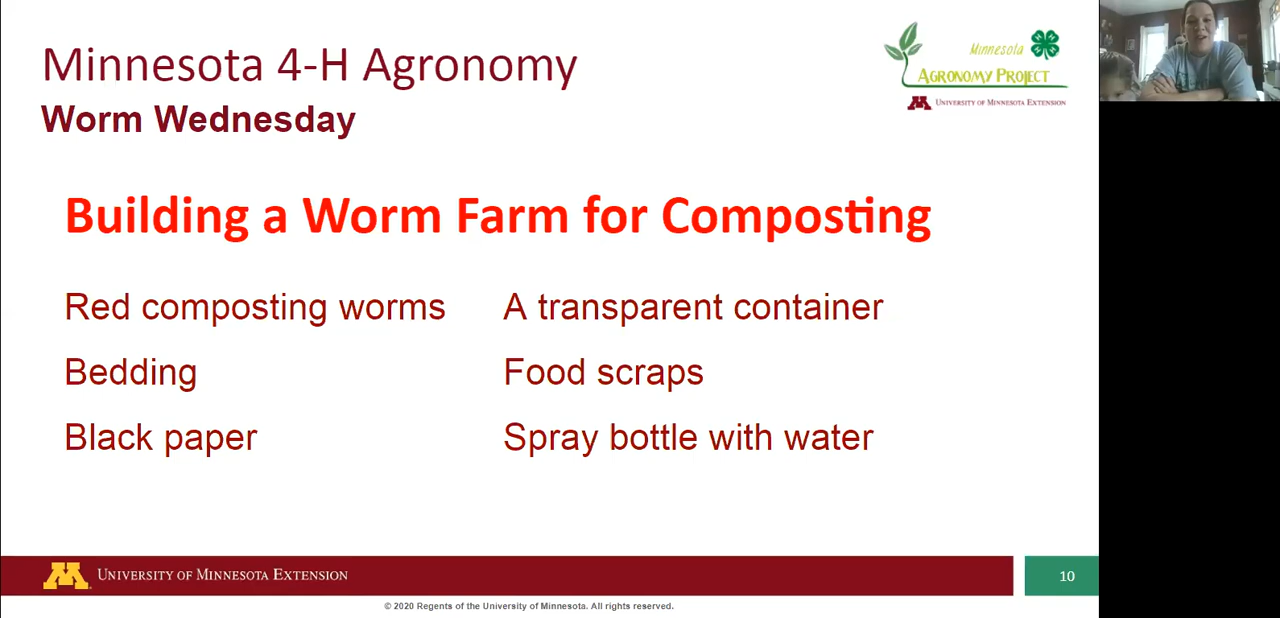 Minnesota 4-H Agronomy
Worm Wednesday
Minnesota
AGRONOMY PROJECT
UNIVERSITY OF MINNESOTA EXTENSION
Building a Worm Farm for Composting
Red composting worms
A transparent container
Bedding
Food scraps
Black paper
Spray bottle with water
UNIVERSITY OF MINNESOTA EXTENSION
10
© 2020 Regents of the University of Minnesota. All rights reserved.